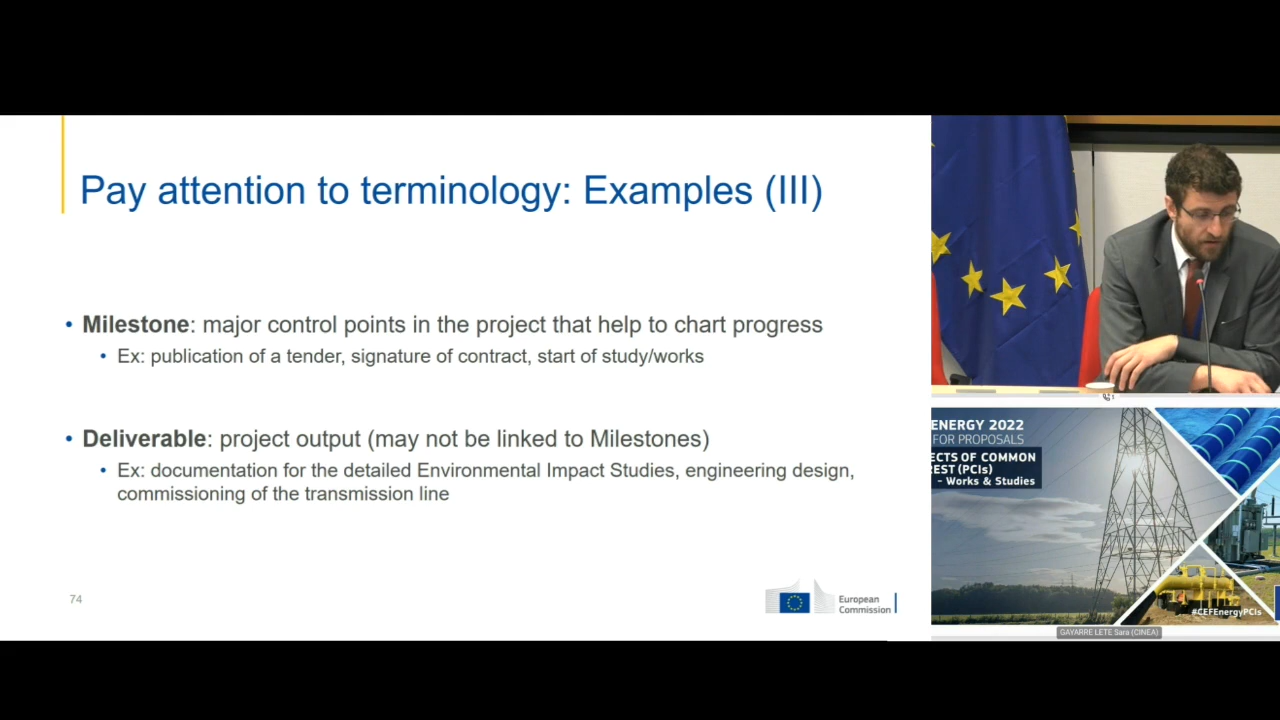 Pay attention to terminology: Examples (III)
• Milestone: major control points in the project that help to chart progress
• Ex: publication of a tender, signature of contract, start of study/works
• Deliverable: project output (may not be linked to Milestones)
• Ex: documentation for the detailed Environmental Impact Studies, engineering design,
commissioning of the transmission line
74
European
Commission
ENERGY 2022
FOR PROPOSALS
ECTS OF COMMON
REST (PCIs)
- Works & Studies
#CEFEnergyPCIs
GAYARRE LETE Sara (CINEA)